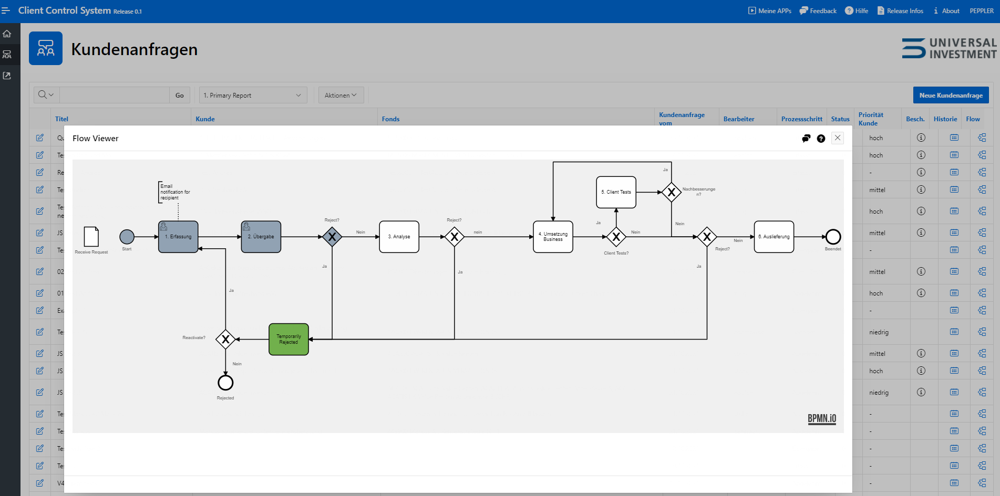 Client Control System Release 0.1
Meine APPs
Feedback
Hilfe
Release Infos
About
PEPPLER
Kundenanfragen
UNIVERSAL
INVESTMENT
Go
1. Primary Report
Aktionen
Neue Kundenanfrage
Titel
Kunde
Fonds
Kundenanfrage
vom
Bearbeiter
Prozessschritt
Status
Priorität
Kunde
Besch.
Historie
Flow
Flow Viewer
Qu
hoch
Te
hoch
Re
-
Te
mittel
Te
ne
hoch
JS
mittel
Te
-
02
mittel
01
hoch
Exa
-
Te
niedrig
JS
mittel
JS
hoch
JS
niedrig
Te
-
Te
-
Te
-
Te
-
V4
-
Email
notification for
recipient
Receive Request
Start
1. Erfassung
2. Übergabe
Reject?
Nein
Ja
3. Analyse
Reject?
nein
Ja
4. Umsetzung
Business
Ja
Nein
Client Tests?
5. Client Tests
Ja
Nachbesserunge
n?
Nein
Nein
Reject?
Ja
6. Auslieferung
Beendet
Ja
Reactivate?
Temporarily
Rejected
Nein
Rejected
BPMN.iO